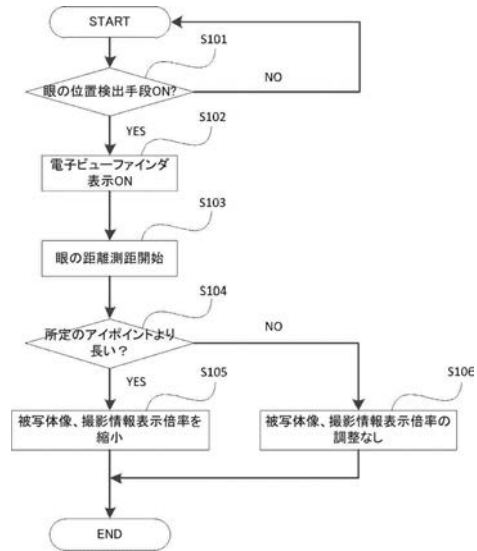 START
S101
眼の位置検出手段ON?
NO
YES
S102
電子ビューファインダ
表示ON
S103
眼の距離測距開始
S104
所定のアイポイントより
長い?
NO
YES
S105
被写体像、撮影情報表示倍率を
縮小
S106
被写体像、撮影情報表示倍率の
調整なし
END